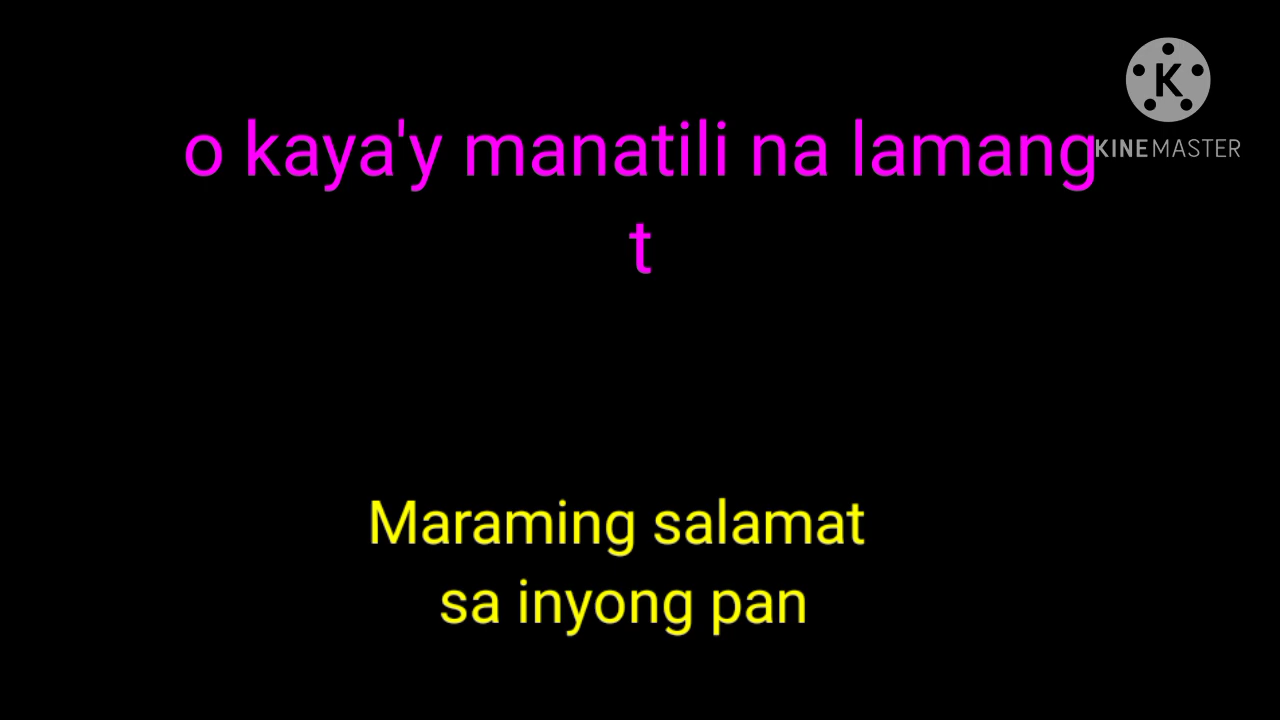 o kaya'y manatili na lamang
t
K
KINEMASTER
Maraming salamat
sa inyong pan